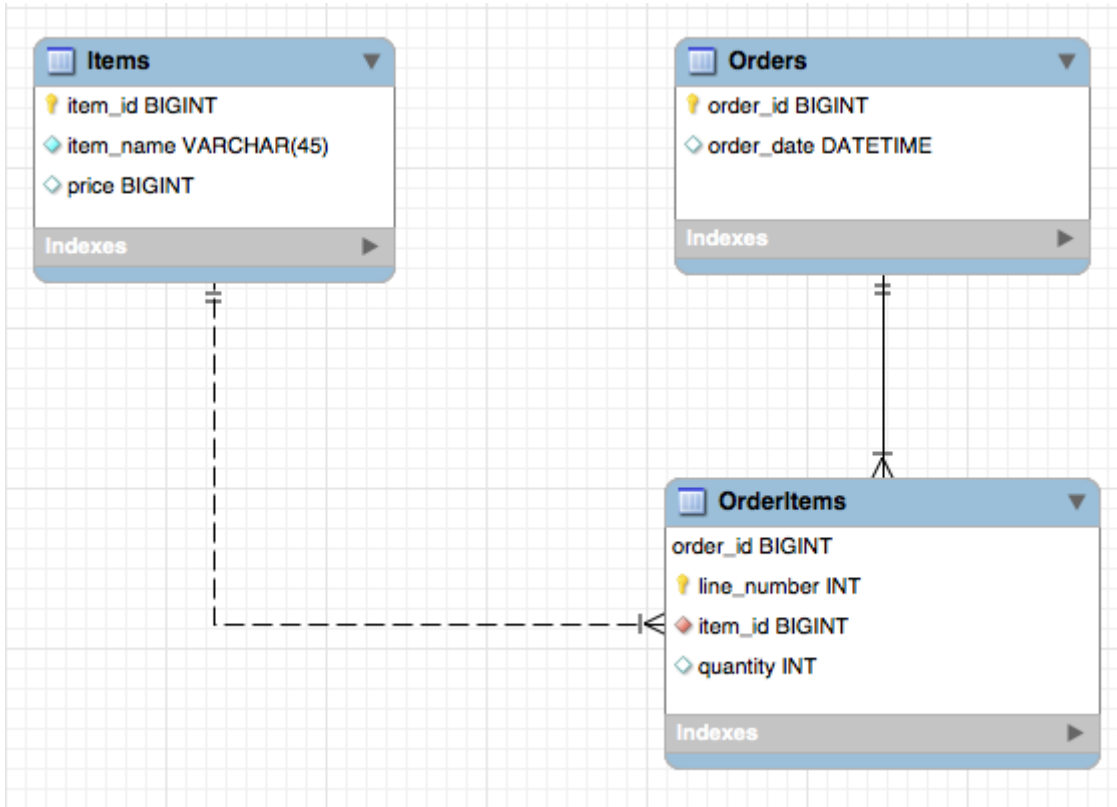 Items
item_id BIGINT
item_name VARCHAR(45)
price BIGINT
Indexes
Orders
order_id BIGINT
order_date DATETIME
Indexes
OrderItems
order_id BIGINT
line_number INT
item_id BIGINT
quantity INT
Indexes